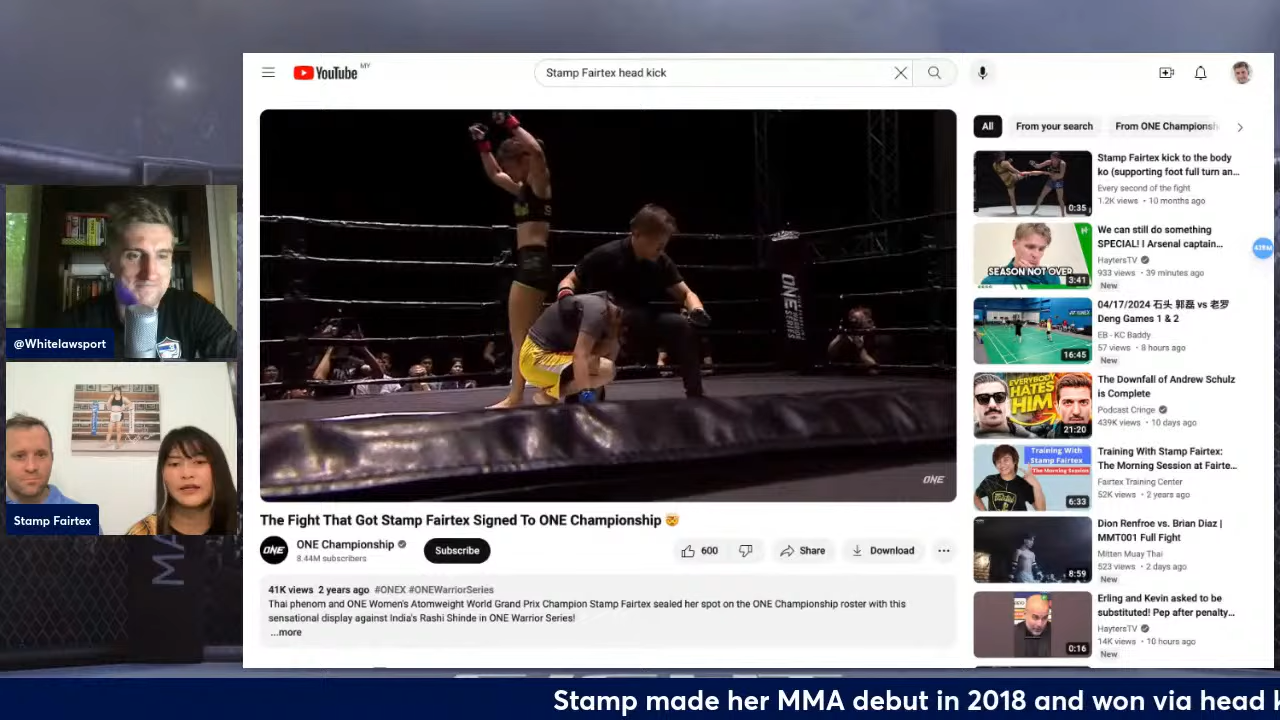 YouTube MY
Stamp Fairtex head kick
All
From your search
From ONE Championsh
ONE
The Fight That Got Stamp Fairtex Signed To ONE Championship 🤯
ONE
ONE Championship
8.44M subscribers
Subscribe
600
Share
Download
41K views 2 years ago #ONEX #ONEWarriorSeries
Thai phenom and ONE Women's Atomweight World Grand Prix Champion Stamp Fairtex sealed her spot on the ONE Championship roster with this
sensational display against India's Rashi Shinde in ONE Warrior Series!
...more
Stamp Fairtex kick to the body
ko (supporting foot full turn an...
Every second of the fight
1.2K views • 10 months ago
0:35
We can still do something
SPECIAL! I Arsenal captain...
HaytersTV
933 views • 39 minutes ago
New
SEASON NOT OVER
3:41
04/17/2024 石头 郭磊 vs 老罗
Deng Games 1 & 2
EB - KC Baddy
57 views • 8 hours ago
New
16:45
The Downfall of Andrew Schulz
is Complete
Podcast Cringe
439K views • 10 days ago
EVERYBODY
HATES
HIM
21:20
Training With Stamp Fairtex:
The Morning Session at Fairte...
Fairtex Training Center
52K views • 2 years ago
Training With
Stamp Fairtex
The Morning Session
6:33
Dion Renfroe vs. Brian Diaz |
MMT001 Full Fight
Mitten Muay Thai
523 views • 2 days ago
New
8:59
Erling and Kevin asked to be
substituted! Pep after penalty...
HaytersTV
14K views • 10 hours ago
New
0:16
@Whitelawsport
Stamp Fairtex
Stamp made her MMA debut in 2018 and won via head